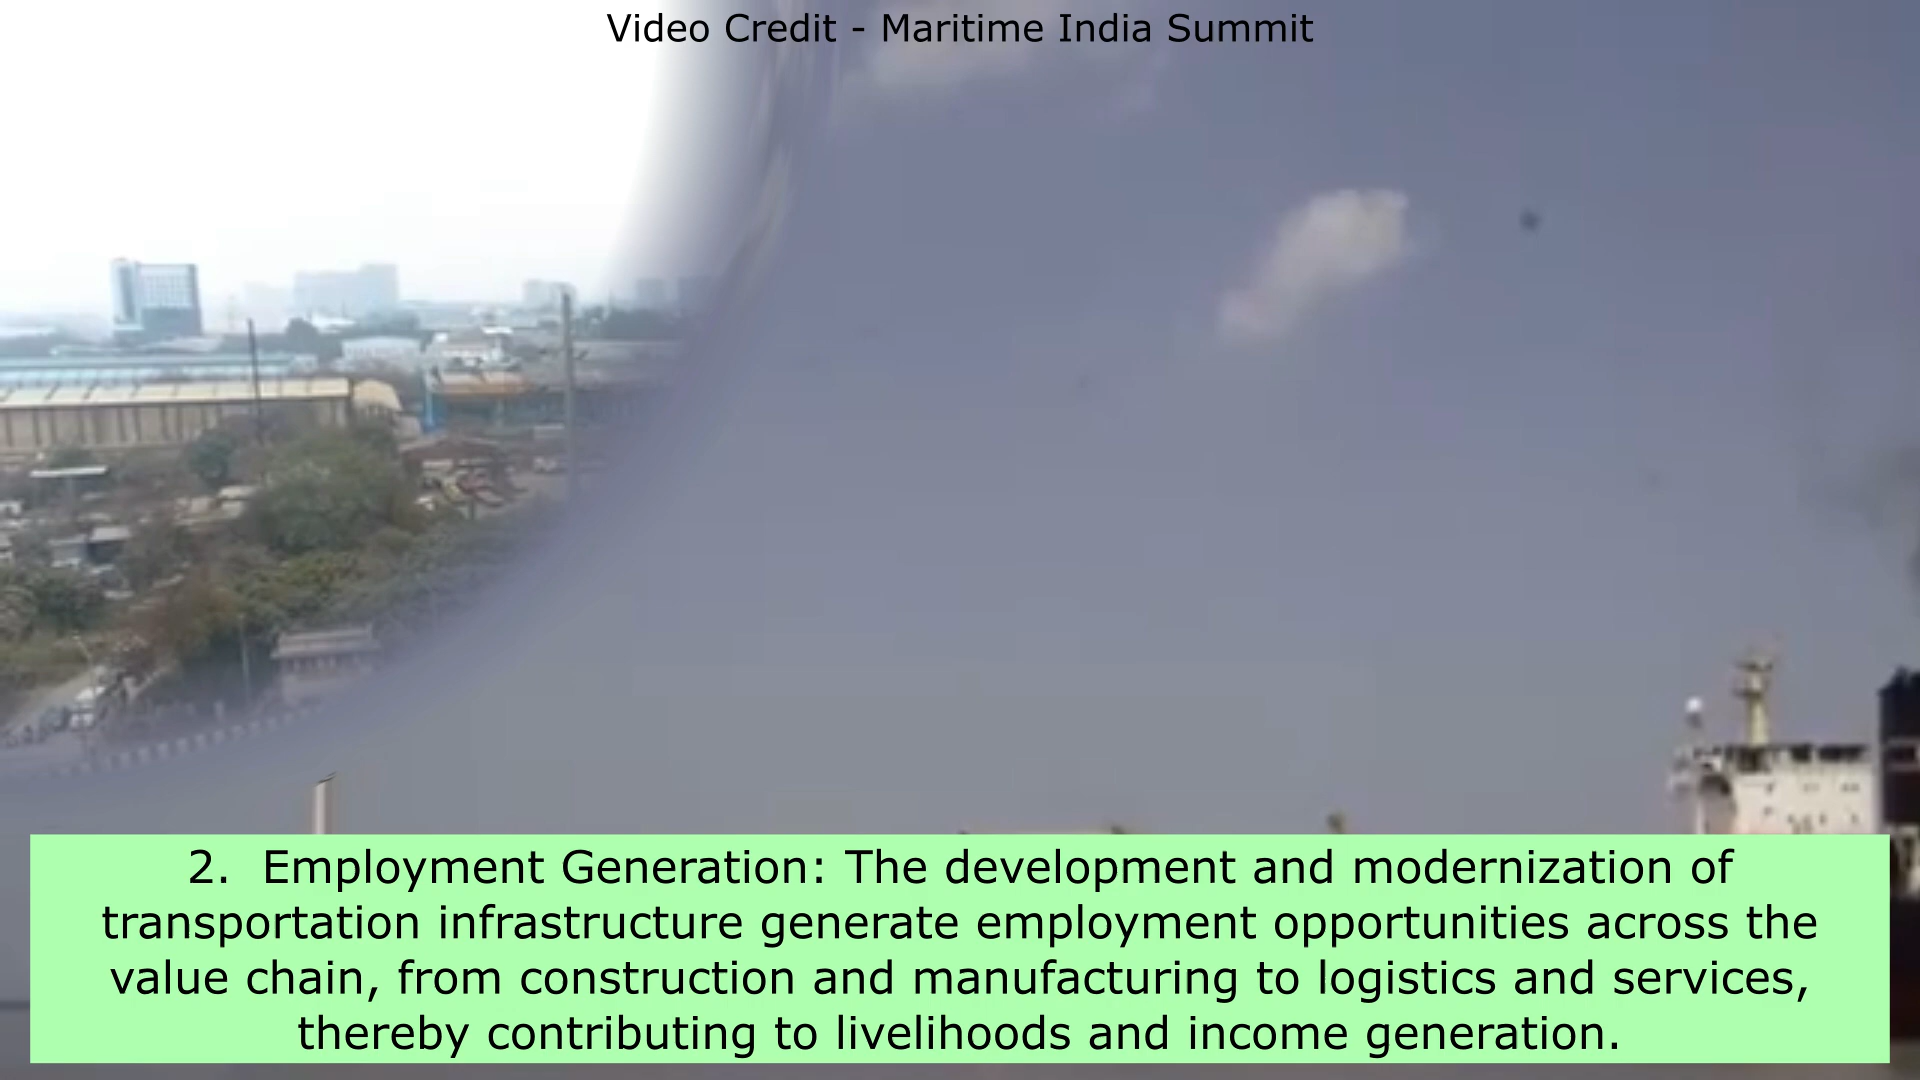 Video Credit - Maritime India Summit
2.  Employment Generation: The development and modernization of
transportation infrastructure generate employment opportunities across the
value chain, from construction and manufacturing to logistics and services,
thereby contributing to livelihoods and income generation.